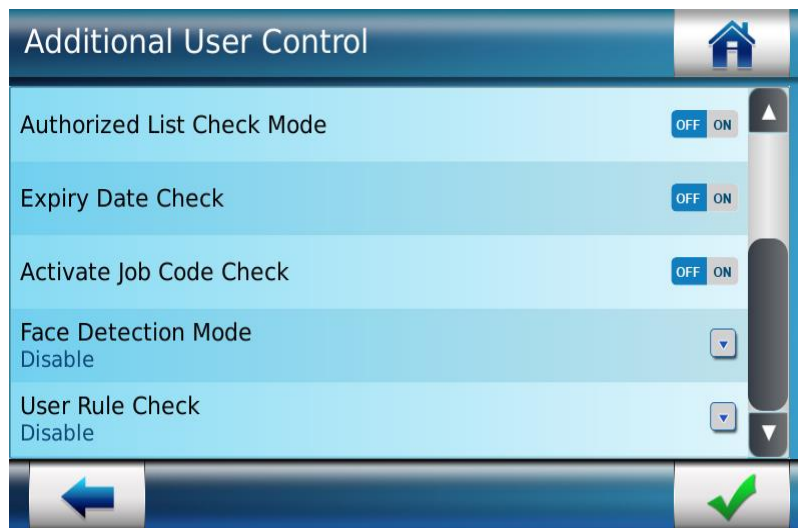 Additional User Control
Authorized List Check Mode
OFF ON
Expiry Date Check
OFF ON
Activate Job Code Check
OFF ON
Face Detection Mode
Disable
User Rule Check
Disable